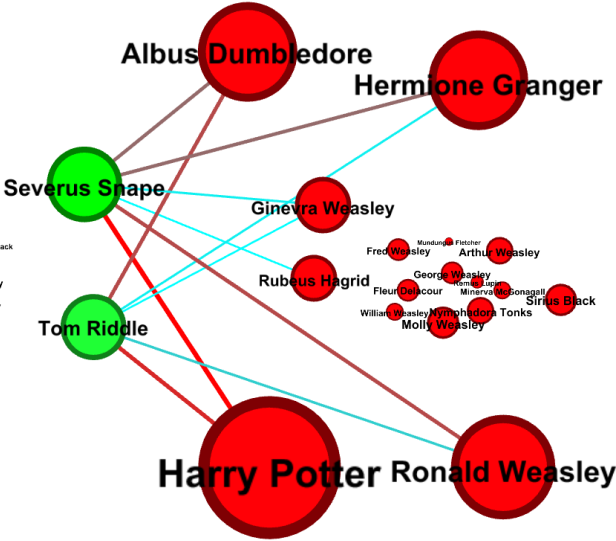 Albus Dumbledore
Hermione Granger
Severus Snape
Ginevra Weasley
Mundungus Fletcher
Fred Weasley
Arthur Weasley
ack
Rubeus Hagrid
George Weasley
Remus Lupin
Fleur Delacour
Minerva McGonagall
Sirius Black
William Weasley
Nymphadora Tonks
Molly Weasley
Tom Riddle
Harry Potter
Ronald Weasley